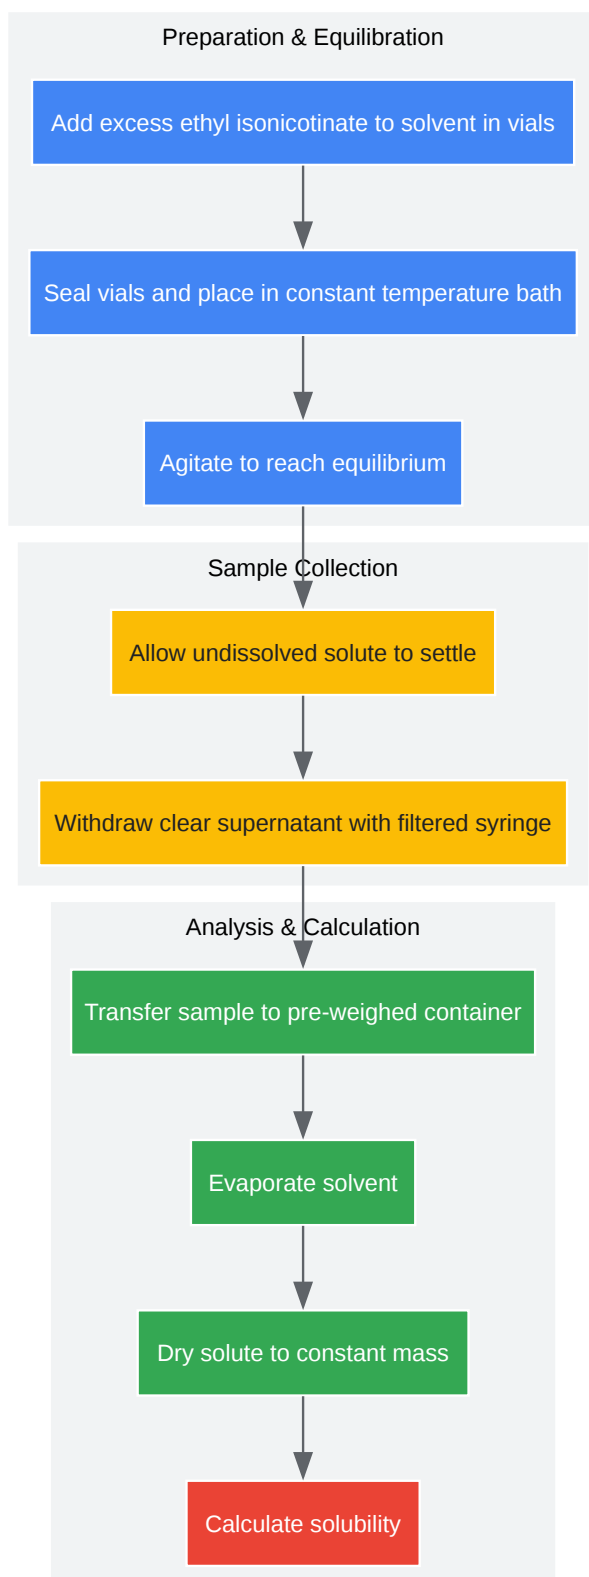 Preparation & Equilibration
Add excess ethyl isonicotinate to solvent in vials
Seal vials and place in constant temperature bath
Agitate to reach equilibrium
Sample Collection
Allow undissolved solute to settle
Withdraw clear supernatant with filtered syringe
Analysis & Calculation
Transfer sample to pre-weighed container
Evaporate solvent
Dry solute to constant mass
Calculate solubility